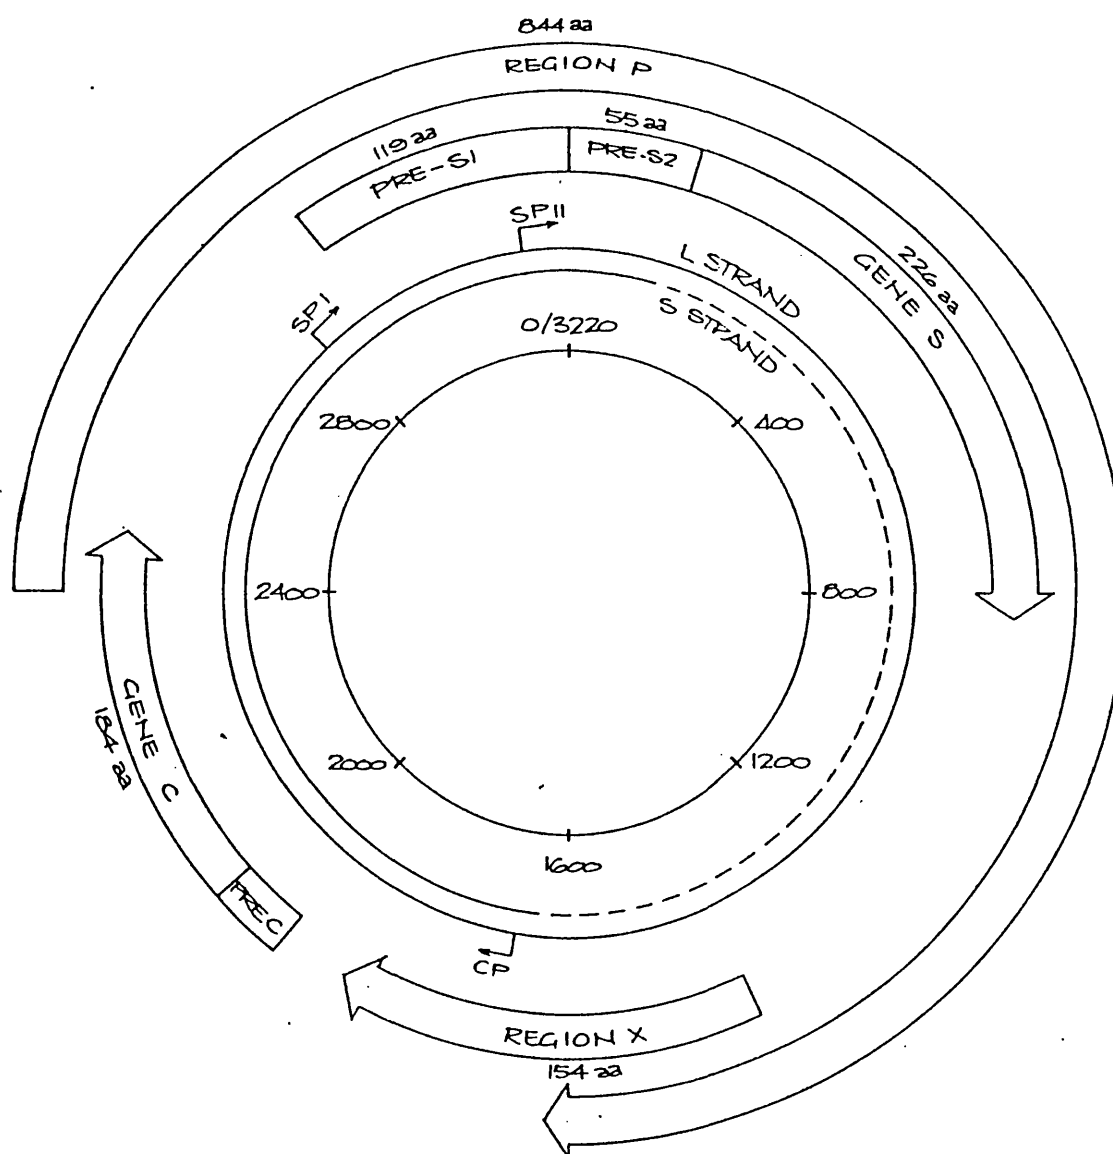 844 aa
REGION P
55 aa
119 aa
PRE-S1
PRE-S2
SPII
226 aa
GENE S
L STRAND
S STRAND
SPI
0/3220
2800
400
2400
800
GENE C
184 aa
2000
1200
1600
PREC
CP
REGION X
154 aa